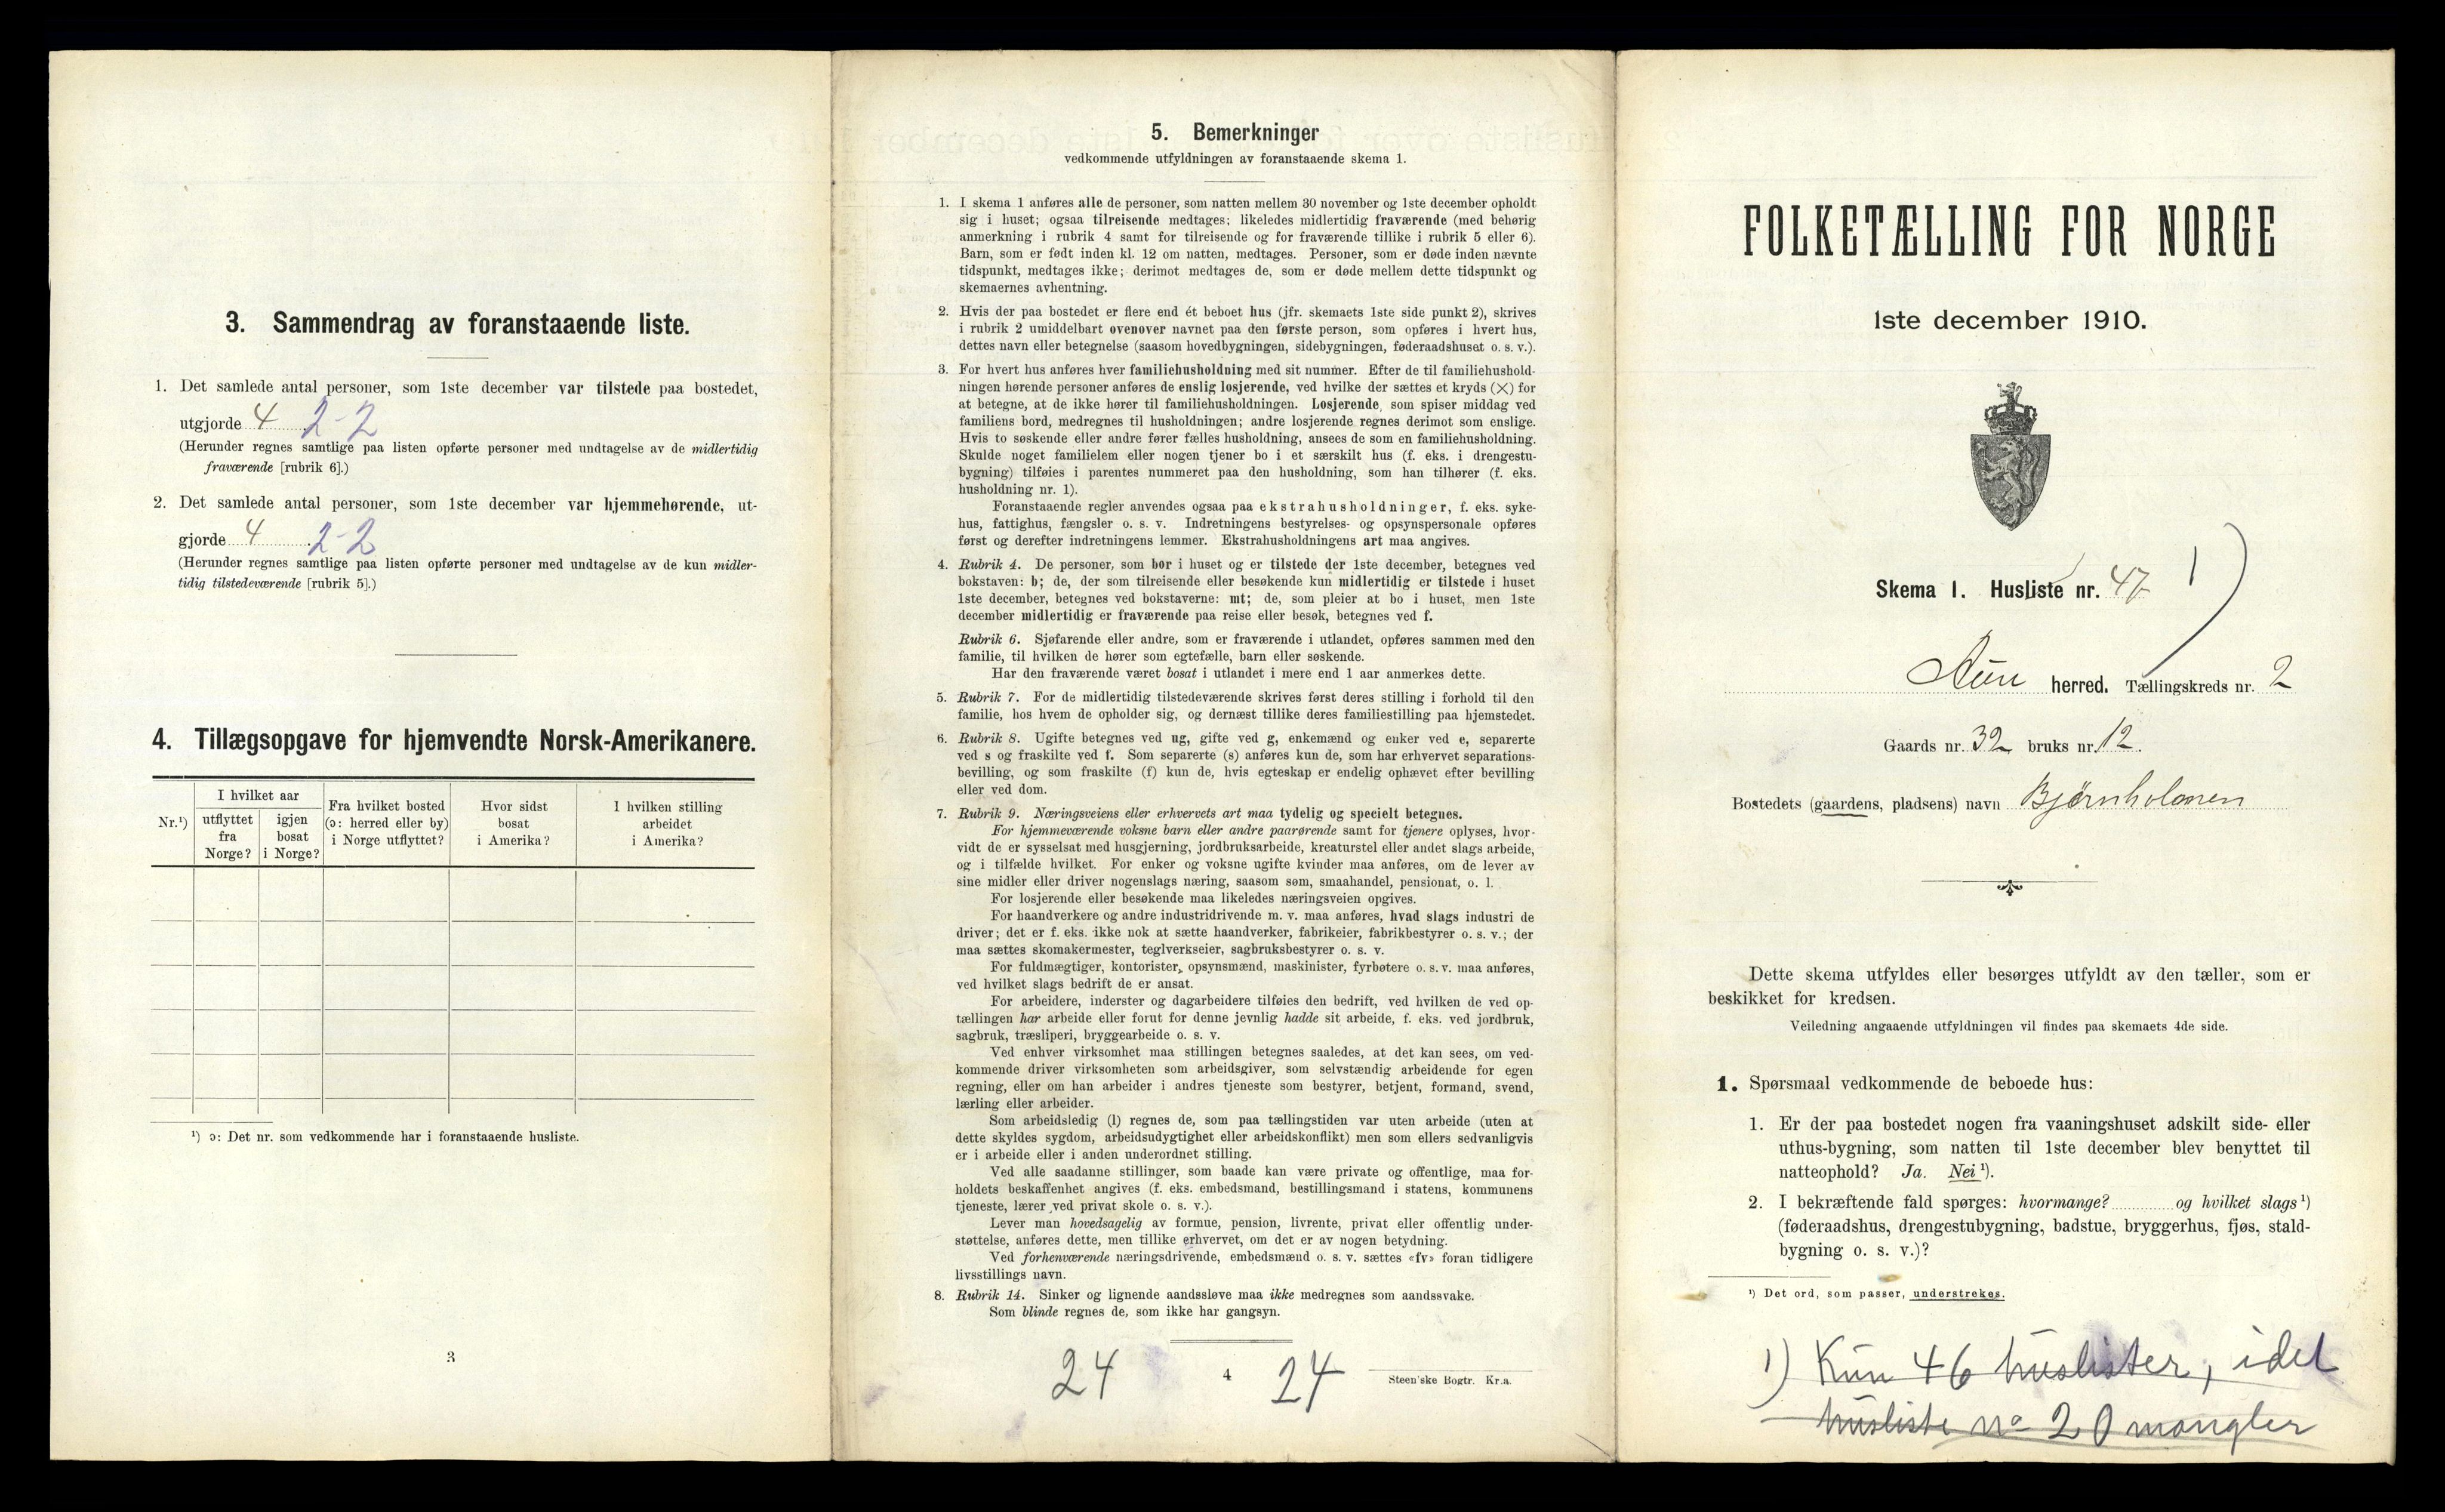 3. Sammendrag av foranstaaende liste.
1. Det samlede antal personer, som 1ste december var tilstede paa bostedet,
utgjorde 4 2-2
(Herunder regnes samtlige paa listen opførte personer med undtagelse av de midlertidig
fraværende [rubrik 6].)
2. Det samlede antal personer, som 1ste december var hjemmehørende, ut-
gjorde 4 2-2
(Herunder regnes samtlige paa listen opførte personer med undtagelse av de kun midler-
tidig tilstedeværende [rubrik 5].)
4. Tillægsopgave for hjemvendte Norsk-Amerikanere.
Nr.¹)
I hvilket aar
utflyttet
fra
Norge?
igjen
bosat
i Norge?
Fra hvilket bosted
(ɔ: herred eller by)
i Norge utflyttet?
Hvor sidst
bosat
i Amerika?
I hvilken stilling
arbeidet
i Amerika?
¹) ɔ: Det nr. som vedkommende har i foranstaaende husliste.
3
5. Bemerkninger
vedkommende utfyldningen av foranstaaende skema 1.
1. I skema 1 anføres alle de personer, som natten mellem 30 november og 1ste december opholdt
sig i huset; ogsaa tilreisende medtages; likeledes midlertidig fraværende (med behørig
anmerkning i rubrik 4 samt for tilreisende og for fraværende tillike i rubrik 5 eller 6).
Barn, som er født inden kl. 12 om natten, medtages. Personer, som er døde inden nævnte
tidspunkt, medtages ikke; derimot medtages de, som er døde mellem dette tidspunkt og
skemaernes avhentning.
2. Hvis der paa bostedet er flere end ét beboet hus (jfr. skemaets 1ste side punkt 2), skrives
i rubrik 2 umiddelbart ovenover navnet paa den første person, som opføres i hvert hus,
dettes navn eller betegnelse (saasom hovedbygningen, sidebygningen, føderaadshuset o. s. v.).
3. For hvert hus anføres hver familiehusholdning med sit nummer. Efter de til familiehushold-
ningen hørende personer anføres de enslig losjerende, ved hvilke der sættes et kryds (×) for
at betegne, at de ikke hører til familiehusholdningen. Losjerende, som spiser middag ved
familiens bord, medregnes til husholdningen; andre losjerende regnes derimot som enslige.
Hvis to søskende eller andre fører fælles husholdning, ansees de som en familiehusholdning.
Skulde noget familielem eller nogen tjener bo i et særskilt hus (f. eks. i drengestu-
bygning) tilføies i parentes nummeret paa den husholdning, som han tilhører (f. eks.
husholdning nr. 1).
Foranstaaende regler anvendes ogsaa paa ekstrahusholdninger, f. eks. syke-
hus, fattighus, fængsler o. s. v. Indretningens bestyrelses- og opsynspersonale opføres
først og derefter indretningens lemmer. Ekstrahusholdningens art maa angives.
4. Rubrik 4. De personer, som bor i huset og er tilstede der 1ste december, betegnes ved
bokstaven: b; de, der som tilreisende eller besøkende kun midlertidig er tilstede i huset
1ste december, betegnes ved bokstaverne: mt; de, som pleier at bo i huset, men 1ste
december midlertidig er fraværende paa reise eller besøk, betegnes ved f.
Rubrik 6. Sjøfarende eller andre, som er fraværende i utlandet, opføres sammen med den
familie, til hvilken de hører som egtefælle, barn eller søskende.
Har den fraværende været bosat i utlandet i mere end 1 aar anmerkes dette.
5. Rubrik 7. For de midlertidig tilstedeværende skrives først deres stilling i forhold til den
familie, hos hvem de opholder sig, og dernæst tillike deres familiestilling paa hjemstedet.
6. Rubrik 8. Ugifte betegnes ved ug, gifte ved g, enkemænd og enker ved e, separerte
ved s og fraskilte ved f. Som separerte (s) anføres kun de, som har erhvervet separations-
bevilling, og som fraskilte (f) kun de, hvis egteskap er endelig ophævet efter bevilling
eller ved dom.
7. Rubrik 9. Næringsveiens eller erhvervets art maa tydelig og specielt betegnes.
For hjemmeværende voksne barn eller andre paarørende samt for tjenere oplyses, hvor-
vidt de er sysselsat med husgjerning, jordbruksarbeide, kreaturstel eller andet slags arbeide,
og i tilfælde hvilket. For enker og voksne ugifte kvinder maa anføres, om de lever av
sine midler eller driver nogenslags næring, saasom søm, smaahandel, pensionat, o. l.
For losjerende eller besøkende maa likeledes næringsveien opgives.
For haandverkere og andre industridrivende m. v. maa anføres, hvad slags industri de
driver; det er f. eks. ikke nok at sætte haandverker, fabrikeier, fabrikbestyrer o. s. v.; der
maa sættes skomakermester, teglverkseier, sagbruksbestyrer o. s. v.
For fuldmægtiger, kontorister, opsynsmænd, maskinister, fyrbøtere o. s. v. maa anføres,
ved hvilket slags bedrift de er ansat.
For arbeidere, inderster og dagarbeidere tilføies den bedrift, ved hvilken de ved op-
tællingen har arbeide eller forut for denne jevnlig hadde sit arbeide, f. eks. ved jordbruk,
sagbruk, træsliperi, bryggearbeide o. s. v.
Ved enhver virksomhet maa stillingen betegnes saaledes, at det kan sees, om ved-
kommende driver virksomheten som arbeidsgiver, som selvstændig arbeidende for egen
regning, eller om han arbeider i andres tjeneste som bestyrer, betjent, formand, svend,
lærling eller arbeider.
Som arbeidsledig (l) regnes de, som paa tællingstiden var uten arbeide (uten at
dette skyldes sygdom, arbeidsudygtighet eller arbeidskonflikt) men som ellers sedvanligvis
er i arbeide eller i anden underordnet stilling.
Ved alle saadanne stillinger, som baade kan være private og offentlige, maa for-
holdets beskaffenhet angives (f. eks. embedsmand, bestillingsmand i statens, kommunens
tjeneste, lærer ved privat skole o. s. v.).
Lever man hovedsagelig av formue, pension, livrente, privat eller offentlig under-
støttelse, anføres dette, men tillike erhvervet, om det er av nogen betydning.
Ved forhenværende næringsdrivende, embedsmænd o. s. v. sættes «fv» foran tidligere
livsstillings navn.
8. Rubrik 14. Sinker og lignende aandssløve maa ikke medregnes som aandssvake.
Som blinde regnes de, som ikke har gangsyn.
24 4 24 Steen'ske Bogtr. Kr.a.
FOLKETÆLLING FOR NORGE
1ste december 1910.
Skema 1. Husliste nr. 47 1)
Aure herred. Tællingskreds nr. 2
Gaards nr. 32 bruks nr. 12.
Bostedets (gaardens, pladsens) navn Bjørnholmen
Dette skema utfyldes eller besørges utfyldt av den tæller, som er
beskikket for kredsen.
Veiledning angaaende utfyldningen vil findes paa skemaets 4de side.
1. Spørsmaal vedkommende de beboede hus:
1. Er der paa bostedet nogen fra vaaningshuset adskilt side- eller
uthus-bygning, som natten til 1ste december blev benyttet til
natteophold? Ja. Nei ¹).
2. I bekræftende fald spørges: hvormange? og hvilket slags ¹)
(føderaadshus, drengestubygning, badstue, bryggerhus, fjøs, stald-
bygning o. s. v.)?
¹) Det ord, som passer, understrekes.
1) Kun 46 huslister, idet
husliste no 20 mangler